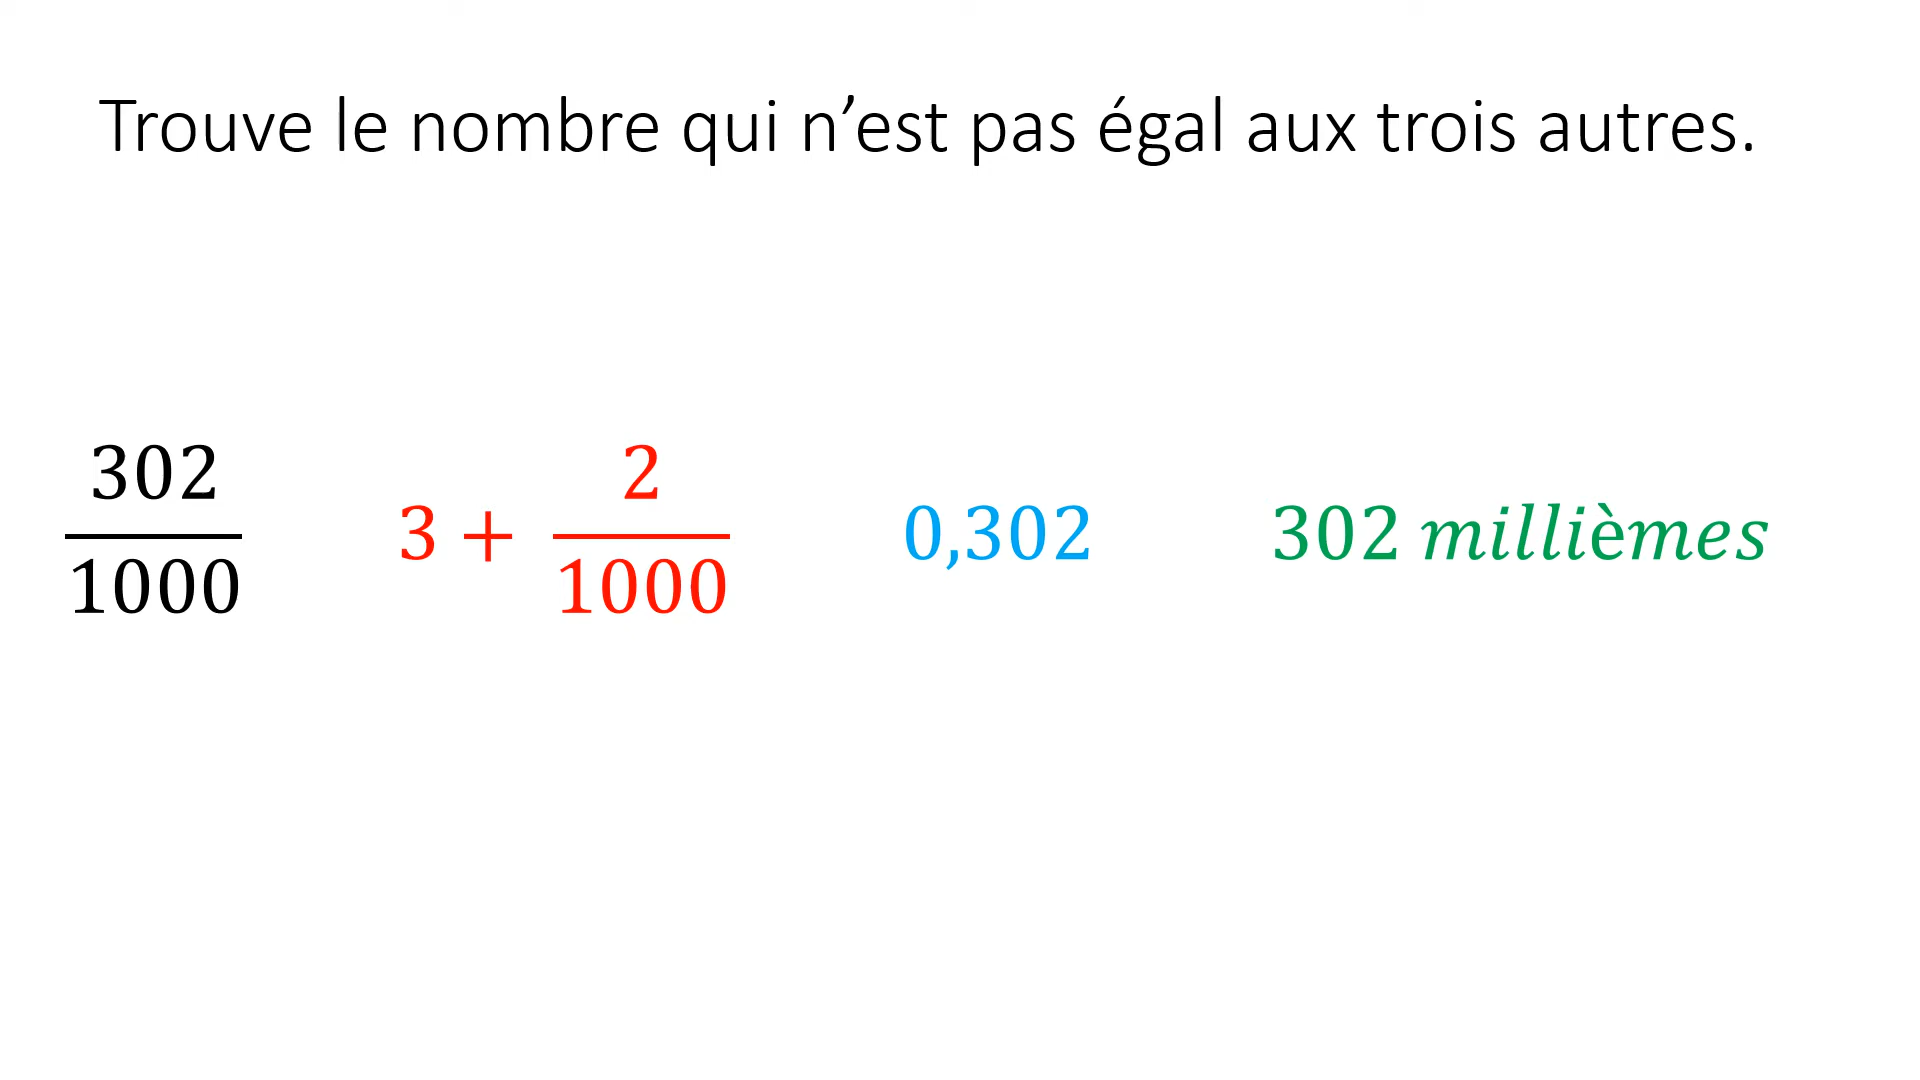 Trouve le nombre qui n’est pas égal aux trois autres.
302/1000    3 + 2/1000    0,302    302 millièmes